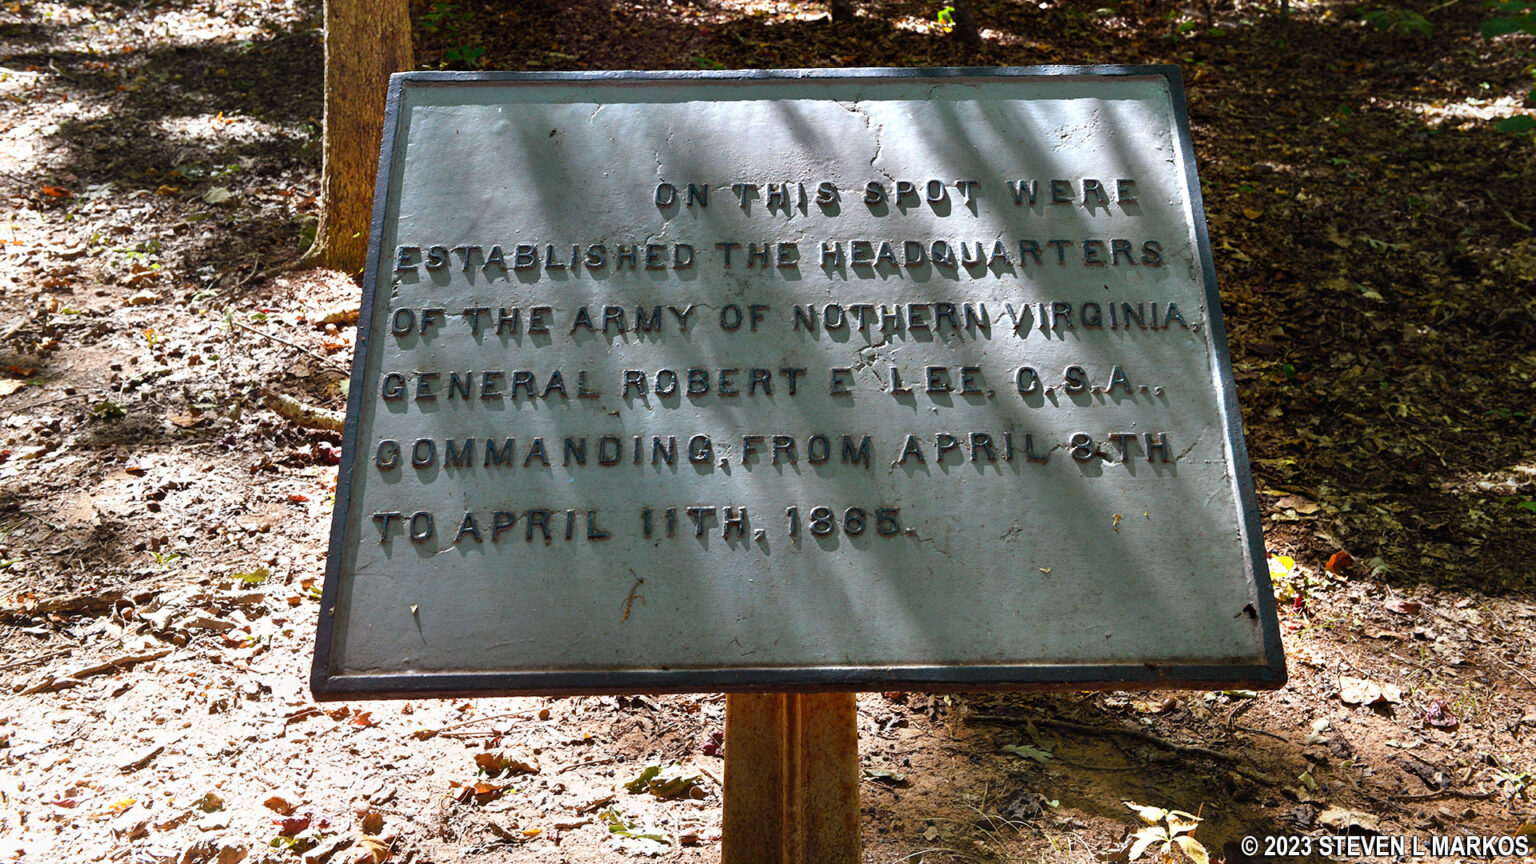 ON THIS SPOT WERE
ESTABLISHED THE HEADQUARTERS
OF THE ARMY OF NOTHERN VIRGINIA,
GENERAL ROBERT E LEE, C.S.A.,
COMMANDING, FROM APRIL 8TH
TO APRIL 11TH, 1865.
© 2023 STEVEN L MARKOS